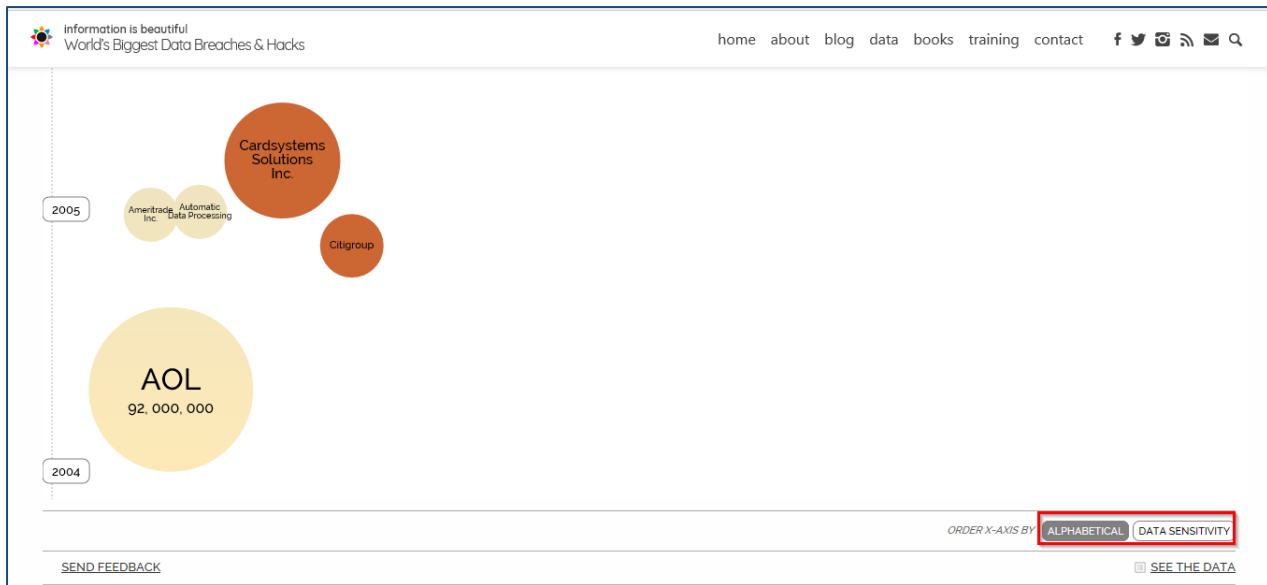 information is beautiful
World's Biggest Data Breaches & Hacks
home about blog data books training contact
Cardsystems
Solutions
Inc.
2005
Ameritrade
Inc.
Automatic
Data Processing
Citigroup
AOL
92, 000, 000
2004
ORDER X-AXIS BY ALPHABETICAL DATA SENSITIVITY
SEND FEEDBACK SEE THE DATA